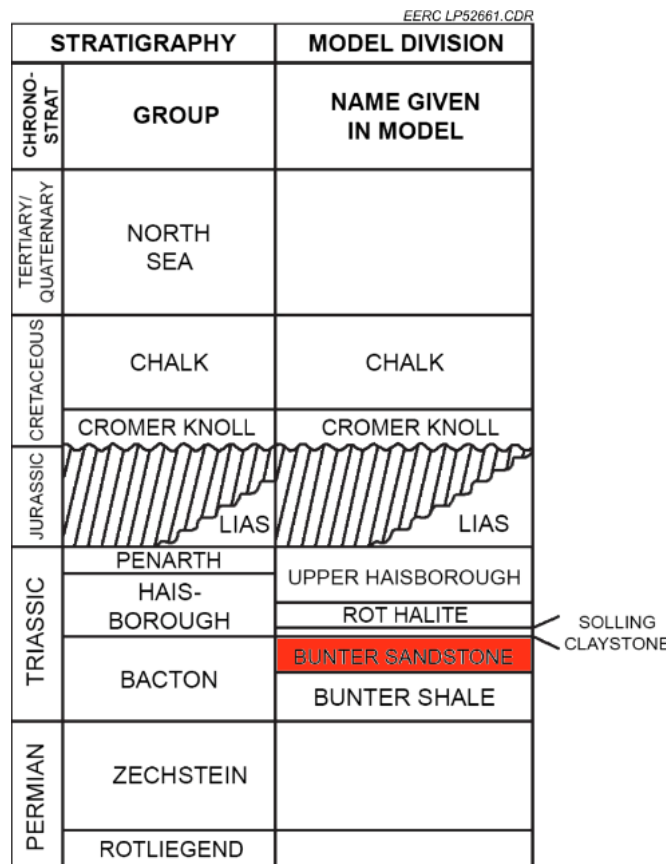 EERC LP52661.CDR
STRATIGRAPHY
MODEL DIVISION
CHRONO-
STRAT
GROUP
NAME GIVEN
IN MODEL
TERTIARY/
QUATERNARY
NORTH
SEA
CRETACEOUS
CHALK
CHALK
CROMER KNOLL
CROMER KNOLL
JURASSIC
LIAS
LIAS
TRIASSIC
PENARTH
UPPER HAISBOROUGH
HAIS-
BOROUGH
ROT HALITE
SOLLING
CLAYSTONE
BUNTER SANDSTONE
BACTON
BUNTER SHALE
PERMIAN
ZECHSTEIN
ROTLIEGEND